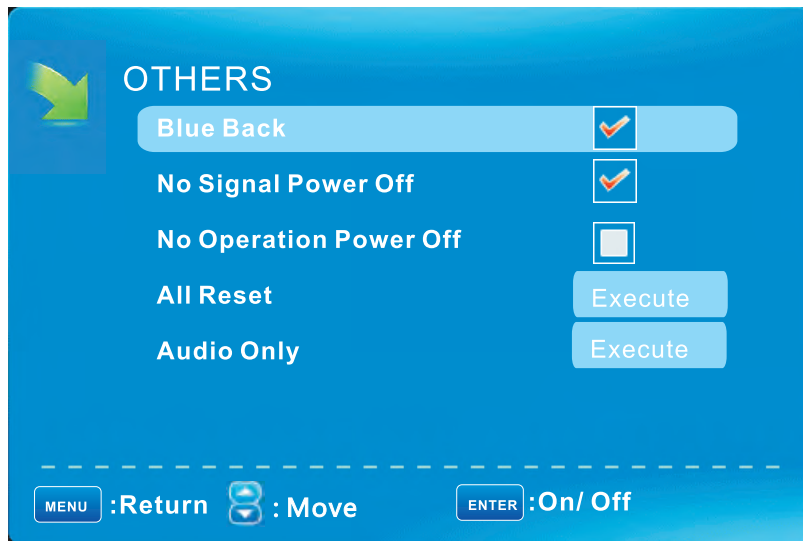 OTHERS
Blue Back
No Signal Power Off
No Operation Power Off
All Reset Execute
Audio Only Execute
MENU :Return : Move ENTER :On/ Off